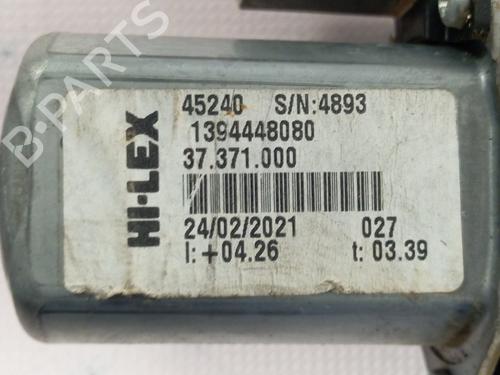 HI-LEX
45240 S/N:4893
1394448080
37.371.000
24/02/2021 027
I:+04.26 t: 03.39
B-PARTS